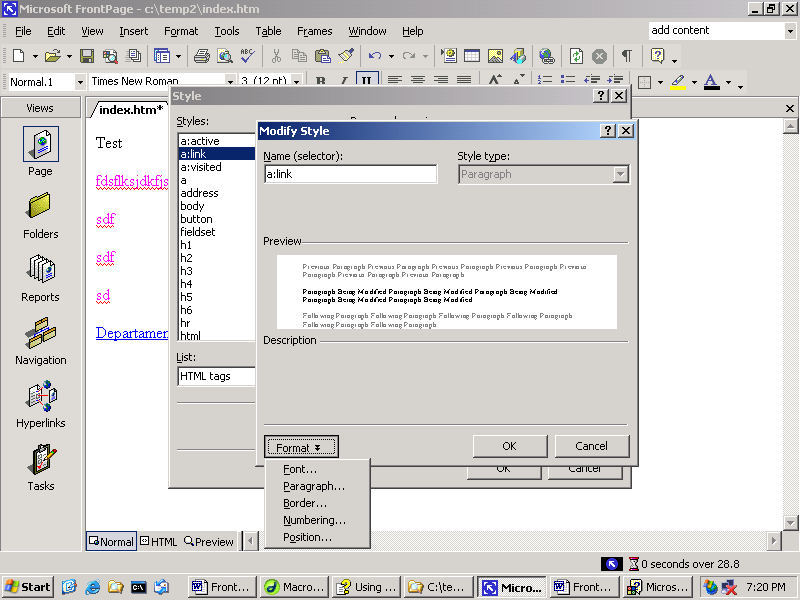 Microsoft FrontPage - c:\temp2\index.htm
File Edit View Insert Format Tools Table Frames Window Help
add content
Normal.1 Times New Roman 3 (12 pt) B I U
Views
index.htm*
Page
Folders
Reports
Navigation
Hyperlinks
Tasks
Test
fdsflksjdkfjs
sdf
sdf
sd
Departamen
Style
Styles:
a:active
a:link
a:visited
a
address
body
button
fieldset
h1
h2
h3
h4
h5
h6
hr
html
List:
HTML tags
OK Cancel
Modify Style
Name (selector):
a:link
Style type:
Paragraph
Preview
Previous Paragraph Previous Paragraph Previous Paragraph Previous Paragraph Previous
Paragraph Previous Paragraph Previous Paragraph
Paragraph Being Modified Paragraph Being Modified Paragraph Being Modified
Paragraph Being Modified Paragraph Being Modified
Following Paragraph Following Paragraph Following Paragraph Following Paragraph
Following Paragraph Following Paragraph
Description
Format OK Cancel
Font...
Paragraph...
Border...
Numbering...
Position...
Normal HTML Preview
0 seconds over 28.8
Start Front... Macro... Using ... C:\te... Micro... Front... Micros... 7:20 PM